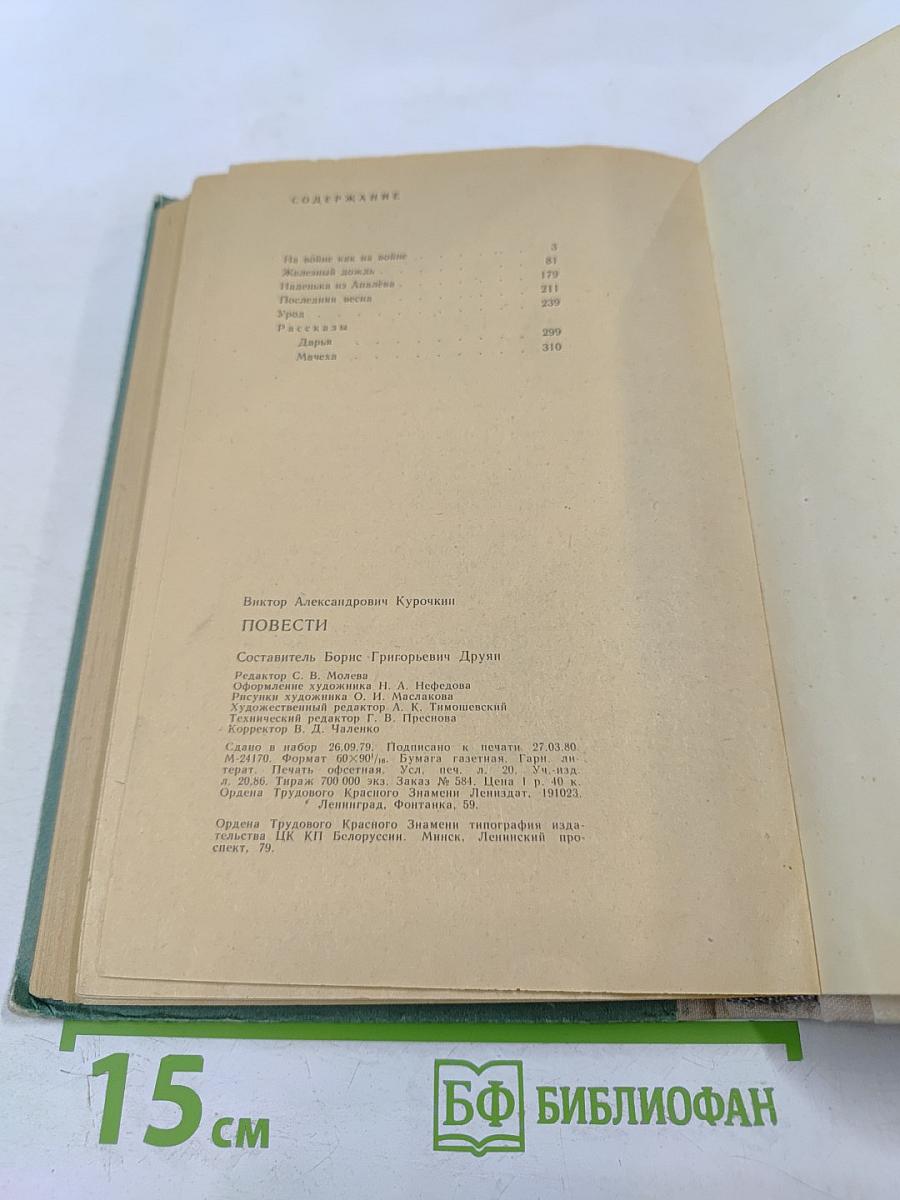 СОДЕРЖАНИЕ
На войне как на войне . . . . . . 3
Железный дождь . . . . . . 81
Наденька из Апалёва . . . . . . 179
Последняя весна . . . . . . 211
Урод . . . . . . 239
Рассказы
Дарья . . . . . . 299
Мачеха . . . . . . 310
Виктор Александрович Курочкин
ПОВЕСТИ
Составитель Борис Григорьевич Друян
Редактор С. В. Молева
Оформление художника Н. А. Нефедова
Рисунки художника О. И. Маслакова
Художественный редактор А. К. Тимошевский
Технический редактор Г. В. Преснова
Корректор В. Д. Чаленко
Сдано в набор 26.09.79. Подписано к печати 27.03.80.
М-24170. Формат 60×90¹/₁₆. Бумага газетная. Гарн. ли-
терат. Печать офсетная. Усл. печ. л. 20. Уч.-изд.
л. 20,86. Тираж 700 000 экз. Заказ № 584. Цена 1 р. 40 к.
Ордена Трудового Красного Знамени Лениздат, 191023,
Ленинград, Фонтанка, 59.
Ордена Трудового Красного Знамени типография изда-
тельства ЦК КП Белоруссии. Минск, Ленинский про-
спект, 79.
15 см
БФ БИБЛИОФАН